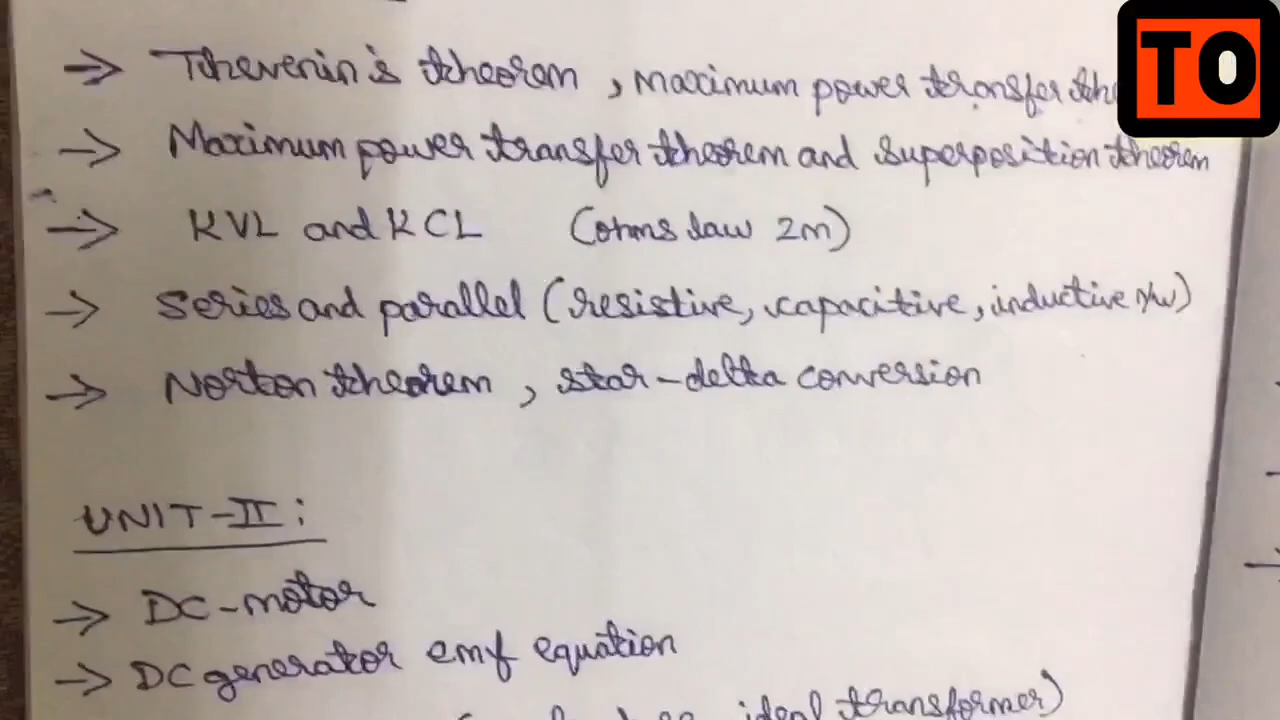 TO
→ Thevenin's theorem, Maximum power transfer the
→ Maximum power transfer theorem and superposition theorem
→ KVL and KCL (ohms law 2m)
→ Series and parallel (resistive, capacitive, inductive n/w)
→ Norton theorem, star-delta conversion
UNIT-II:
→ DC-motor
→ DC generator emf equation
ideal transformer)